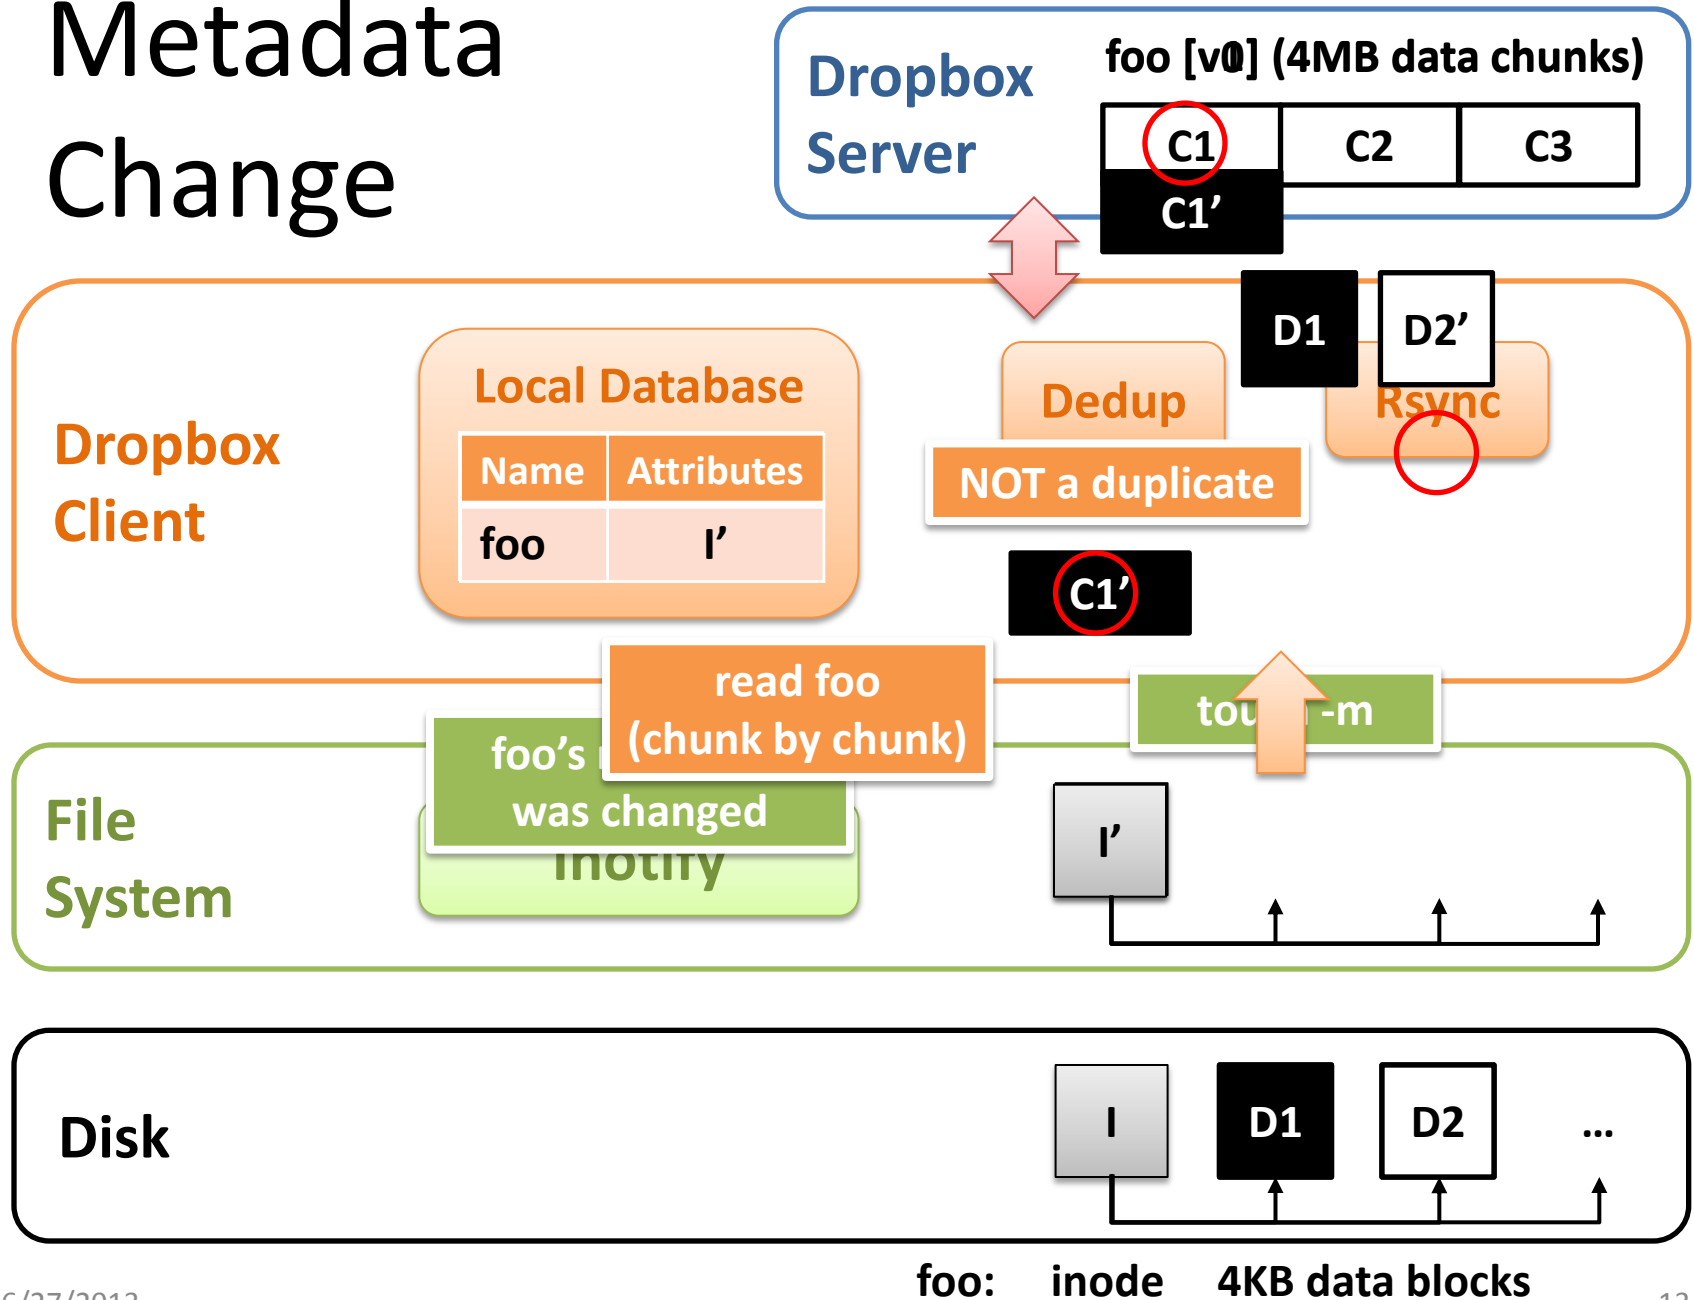 Metadata
Change
Dropbox
Server
foo [v0] (4MB data chunks)
C1 C2 C3
C1’
D1 D2’
Local Database
Dedup
Rsync
Name Attributes
NOT a duplicate
foo I’
Dropbox
Client
C1’
read foo
(chunk by chunk)
-m
foo’s
was changed
Inotify
File
System
I’
Disk
I D1 D2 ...
foo: inode 4KB data blocks